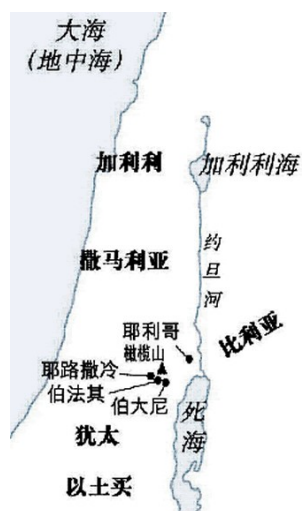 大海
(地中海)
加利利
加利利海
撒马利亚
约旦河
比利亚
耶利哥
橄榄山
耶路撒冷
伯法其
伯大尼
死海
犹太
以土买